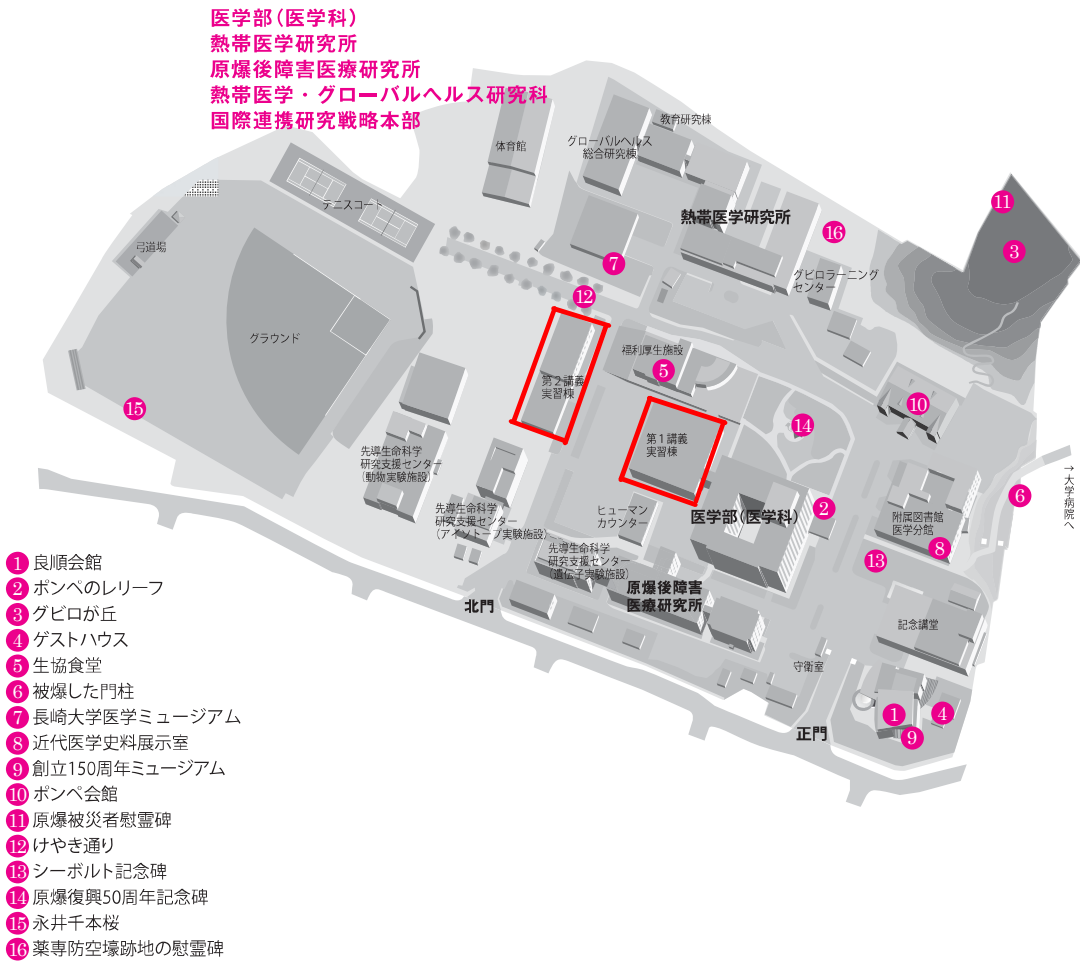 医学部（医学科）
熱帯医学研究所
原爆後障害医療研究所
熱帯医学・グローバルヘルス研究科
国際連携研究戦略本部
体育館
グローバルヘルス
総合研究棟
教育研究棟
テニスコート
弓道場
熱帯医学研究所
11
16
3
7
12
グビロラーニング
センター
グラウンド
福利厚生施設
5
第２講義
実習棟
15
10
14
第１講義
実習棟
先導生命科学
研究支援センター
（動物実験施設）
→大学病院へ
6
先導生命科学
研究支援センター
（アイソトープ実験施設）
ヒューマン
カウンター
医学部（医学科）
2
附属図書館
医学分館
8
13
先導生命科学
研究支援センター
（遺伝子実験施設）
原爆後障害
医療研究所
北門
記念講堂
守衛室
正門
1
4
9
1 良順会館
2 ポンペのレリーフ
3 グビロが丘
4 ゲストハウス
5 生協食堂
6 被爆した門柱
7 長崎大学医学ミュージアム
8 近代医学史料展示室
9 創立150周年ミュージアム
10 ポンペ会館
11 原爆被災者慰霊碑
12 けやき通り
13 シーボルト記念碑
14 原爆復興50周年記念碑
15 永井千本桜
16 薬専防空壕跡地の慰霊碑